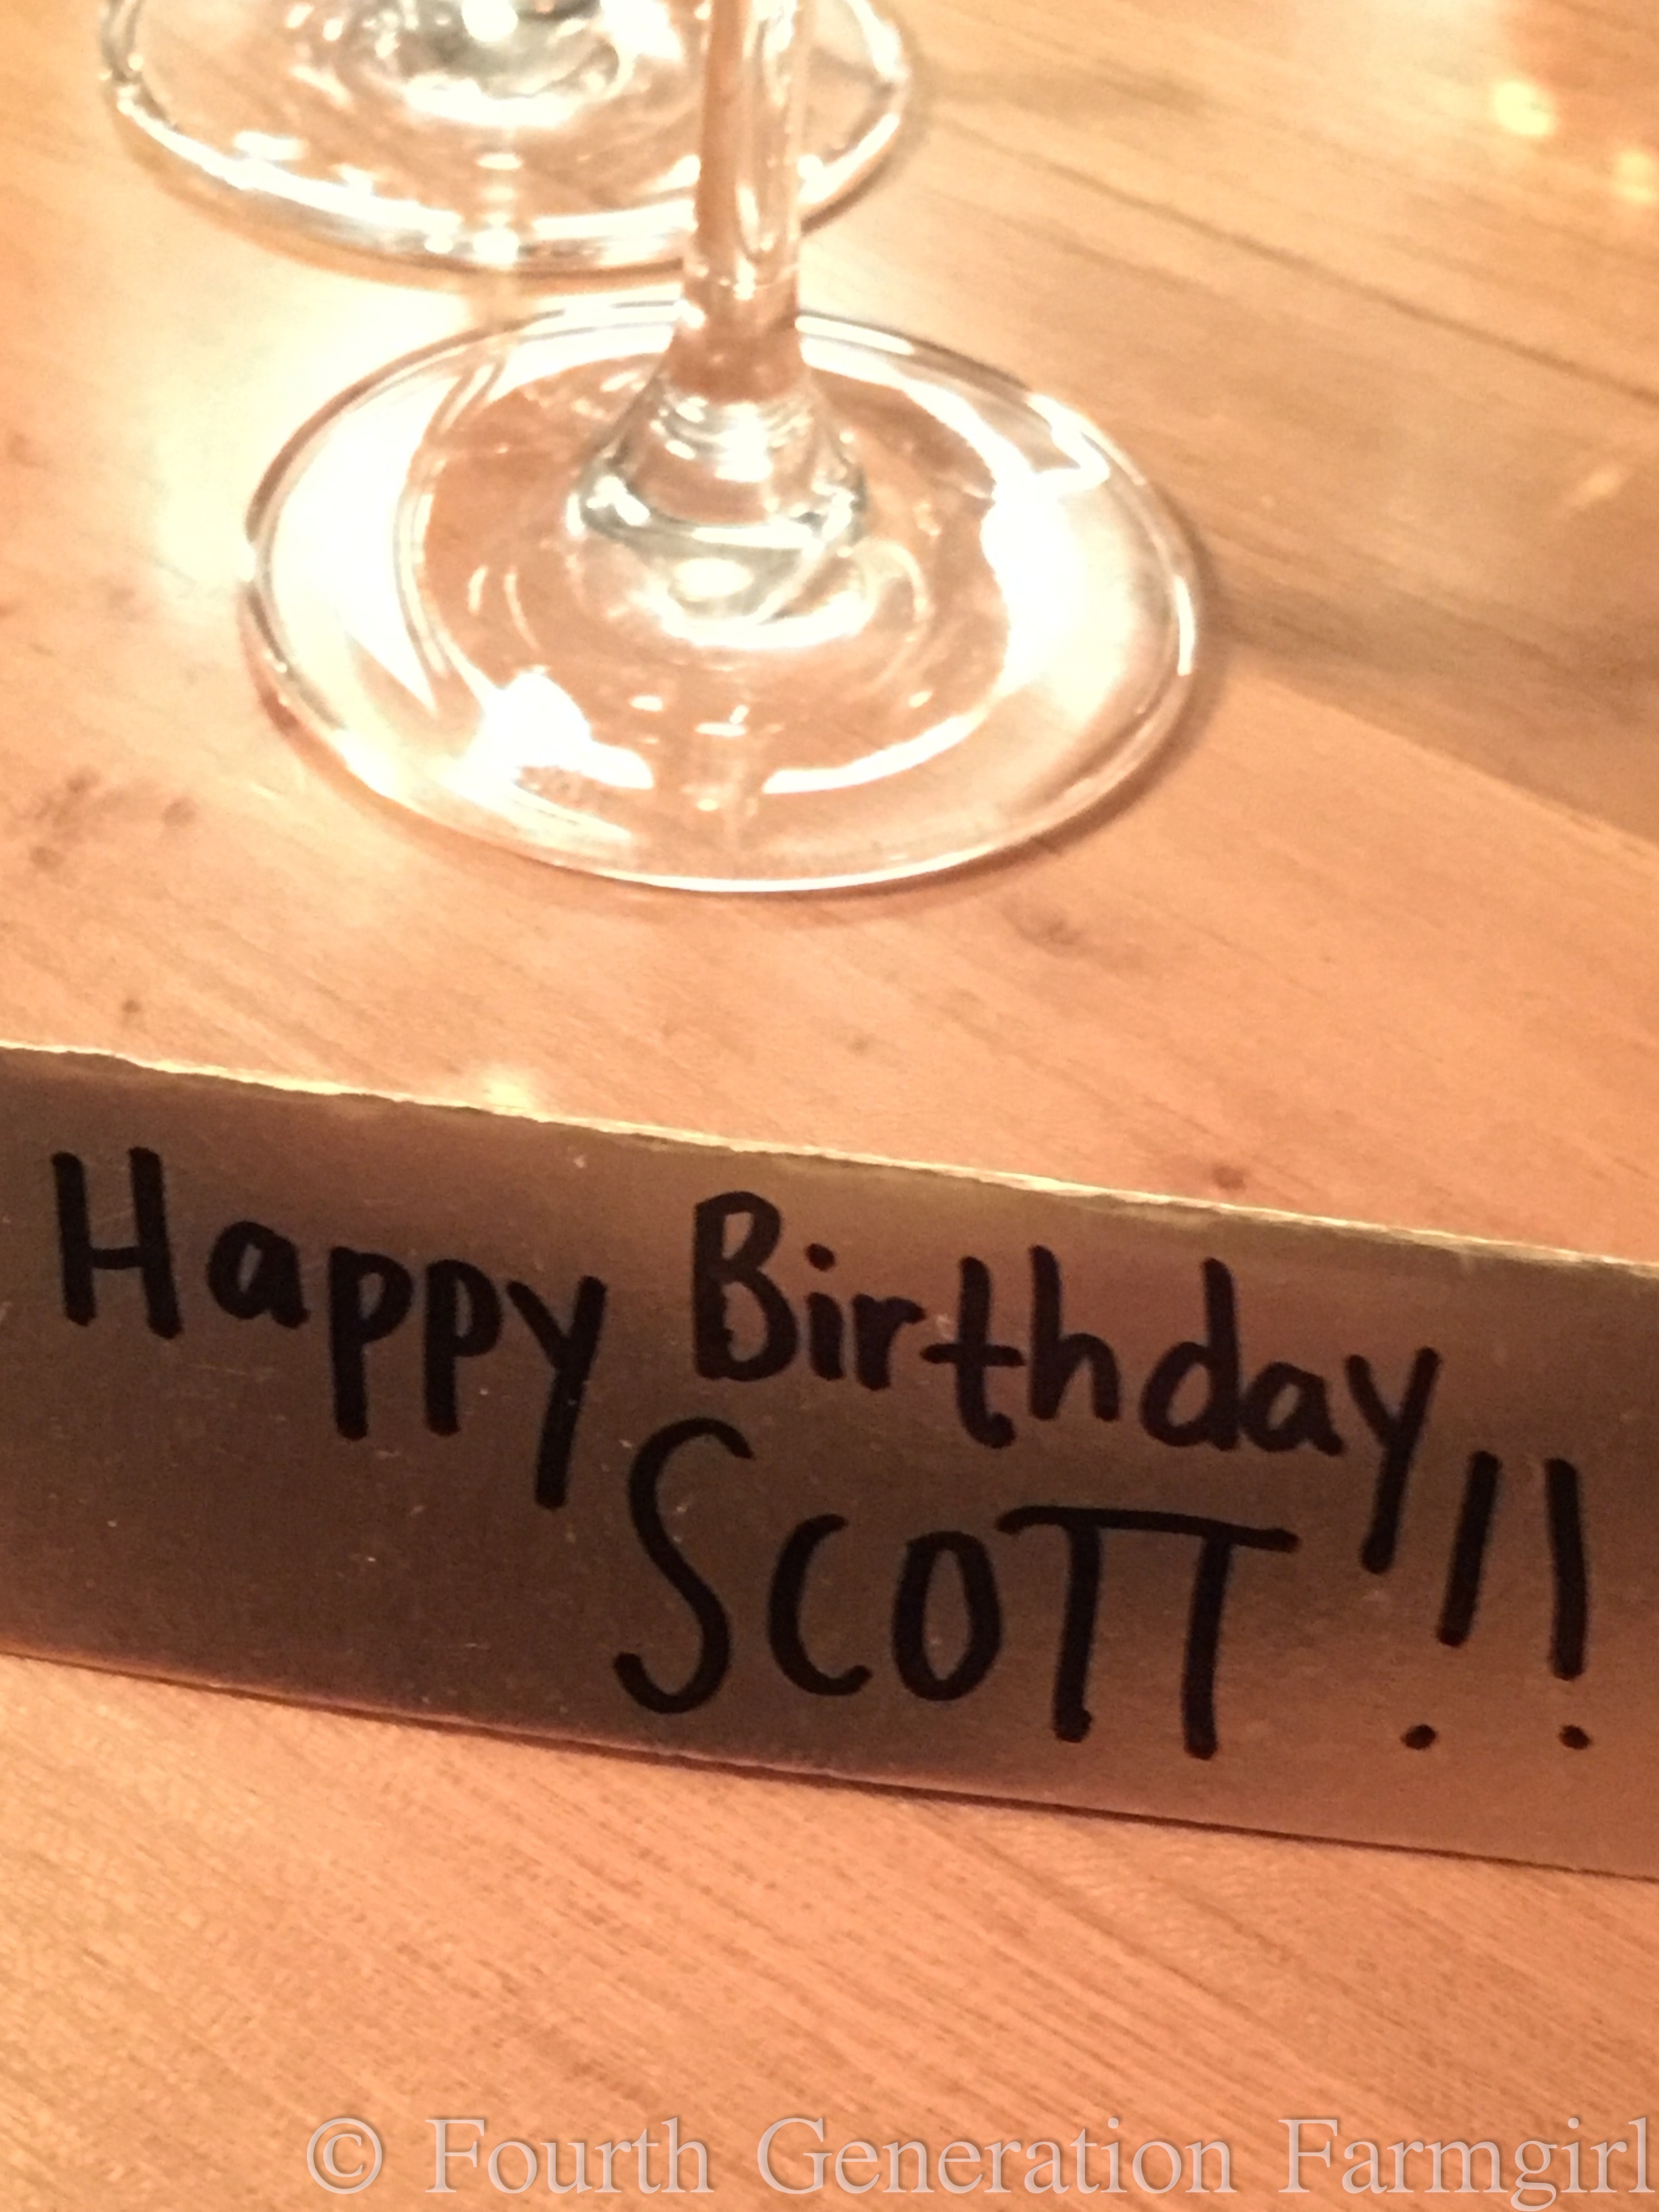 Happy Birthday
SCOTT!!
© Fourth Generation Farmgirl